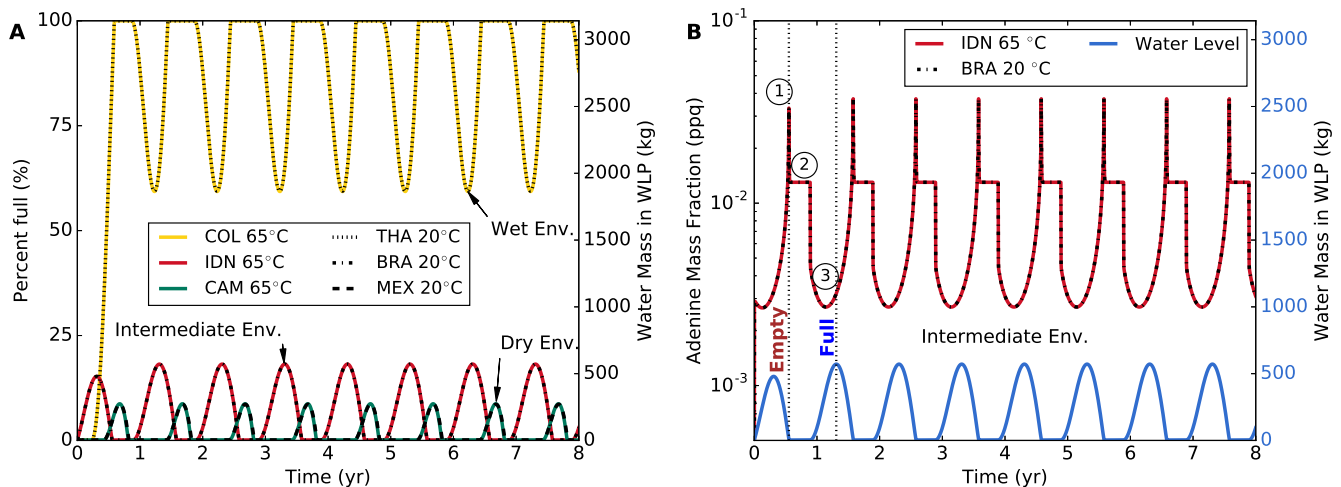 A
100
75
50
25
0
Percent full (%)
3000
2500
2000
1500
1000
500
0
Water Mass in WLP (kg)
Wet Env.
COL 65°C
IDN 65°C
CAM 65°C
THA 20°C
BRA 20°C
MEX 20°C
Intermediate Env.
Dry Env.
0 1 2 3 4 5 6 7 8
Time (yr)
B
10⁻¹
10⁻²
10⁻³
Adenine Mass Fraction (ppq)
IDN 65 °C
BRA 20 °C
Water Level
1
2
3
Empty
Full
Intermediate Env.
3000
2500
2000
1500
1000
500
0
Water Mass in WLP (kg)
0 1 2 3 4 5 6 7 8
Time (yr)